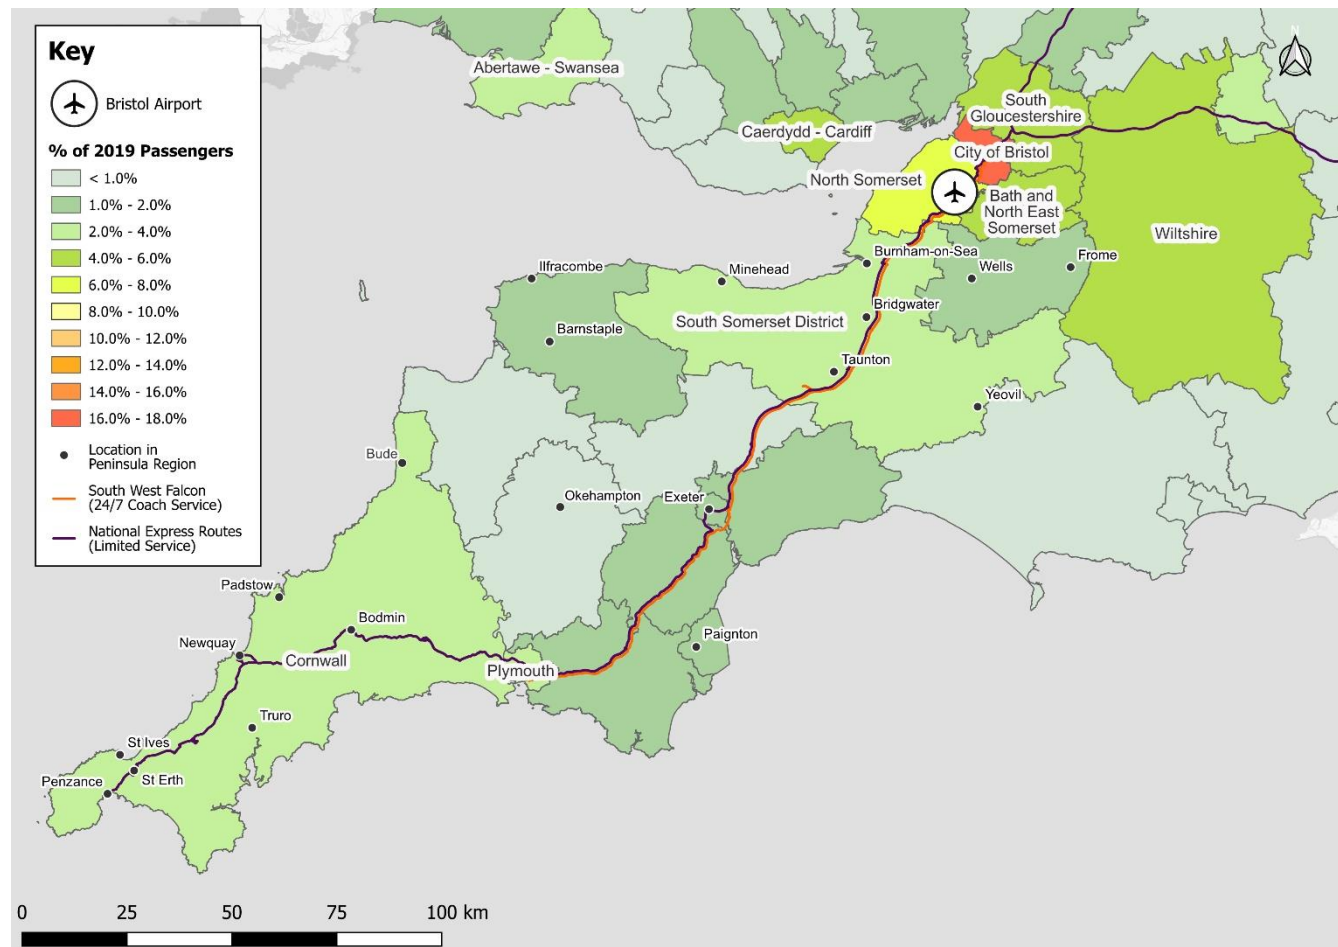 Key
Bristol Airport
% of 2019 Passengers
< 1.0%
1.0% - 2.0%
2.0% - 4.0%
4.0% - 6.0%
6.0% - 8.0%
8.0% - 10.0%
10.0% - 12.0%
12.0% - 14.0%
14.0% - 16.0%
16.0% - 18.0%
Location in
Peninsula Region
South West Falcon
(24/7 Coach Service)
National Express Routes
(Limited Service)
N
Abertawe - Swansea
Caerdydd - Cardiff
South
Gloucestershire
City of Bristol
North Somerset
Bath and
North East
Somerset
Wiltshire
Burnham-on-Sea
Wells
Frome
Ilfracombe
Minehead
Bridgwater
South Somerset District
Barnstaple
Taunton
Yeovil
Bude
Okehampton
Exeter
Padstow
Bodmin
Newquay
Cornwall
Plymouth
Paignton
Truro
St Ives
St Erth
Penzance
0 25 50 75 100 km